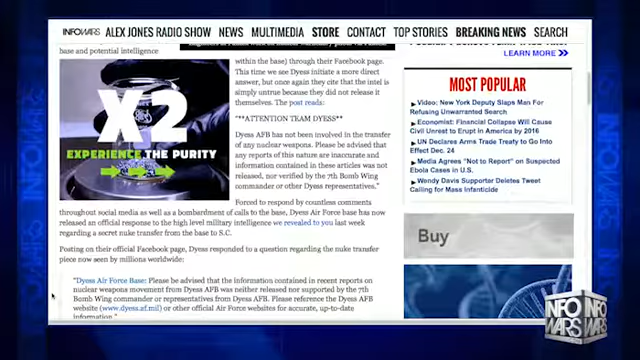 INFOWARS ALEX JONES RADIO SHOW NEWS MULTIMEDIA STORE CONTACT TOP STORIES BREAKING NEWS SEARCH
base and potential intelligence
LEARN MORE
within the base) through their Facebook page.
This time we see Dyess initiate a more direct
answer, but once again they cite that the intel is
simply untrue because they did not release it
themselves. The post reads:
"**ATTENTION TEAM DYESS**
Dyess AFB has not been involved in the transfer
of any nuclear weapons. Please be advised that
any reports of this nature are inaccurate and
information contained in these articles was not
released, nor verified by the 7th Bomb Wing
commander or other Dyess representatives."
X2
EXPERIENCE THE PURITY
Forced to respond by countless comments
throughout social media as well as a bombardment of calls to the base, Dyess Air Force base has now
released an official response to the high level military intelligence we revealed to you last week
regarding a secret nuke transfer from the base to S.C.
Posting on their official Facebook page, Dyess responded to a question regarding the nuke transfer
piece now seen by millions worldwide:
"Dyess Air Force Base: Please be advised that the information contained in recent reports on
nuclear weapons movement from Dyess AFB was neither released nor supported by the 7th
Bomb Wing commander or representatives from Dyess AFB. Please reference the Dyess AFB
website (www.dyess.af.mil) or other official Air Force websites for accurate, up-to-date
information."
MOST POPULAR
Video: New York Deputy Slaps Man For
Refusing Unwarranted Search
Economist: Financial Collapse Will Cause
Civil Unrest to Erupt in America by 2016
UN Declares Arms Trade Treaty to Go Into
Effect Dec. 24
Media Agrees "Not to Report" on Suspected
Ebola Cases in U.S.
Wendy Davis Supporter Deletes Tweet
Calling for Mass Infanticide
Buy
INFO INFO
WARS WARS